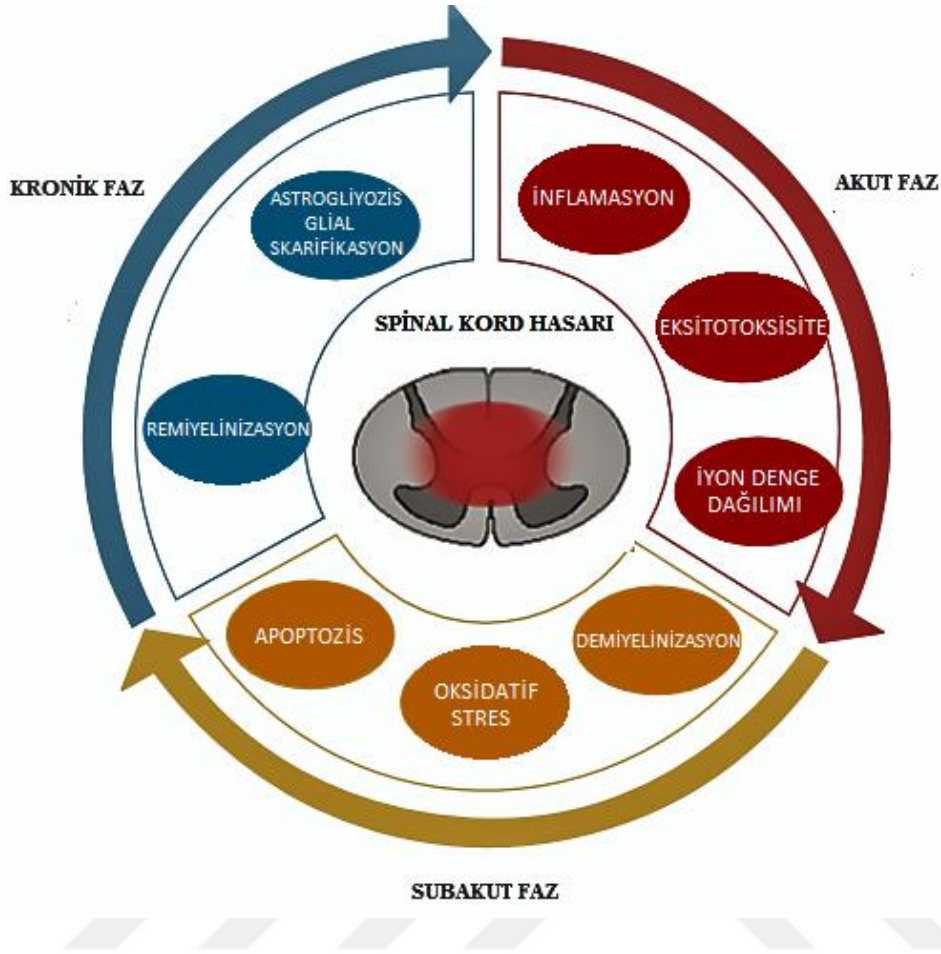 KRONİK FAZ
AKUT FAZ
ASTROGLİYOZİS
GLİAL
SKARİFİKASYON
REMİYELİNİZASYON
İNFLAMASYON
EKSİTOTOKSİSİTE
İYON DENGE
DAĞILIMI
SPİNAL KORD HASARI
DEMİYELİNİZASYON
OKSİDATİF
STRES
APOPTOZİS
SUBAKUT FAZ